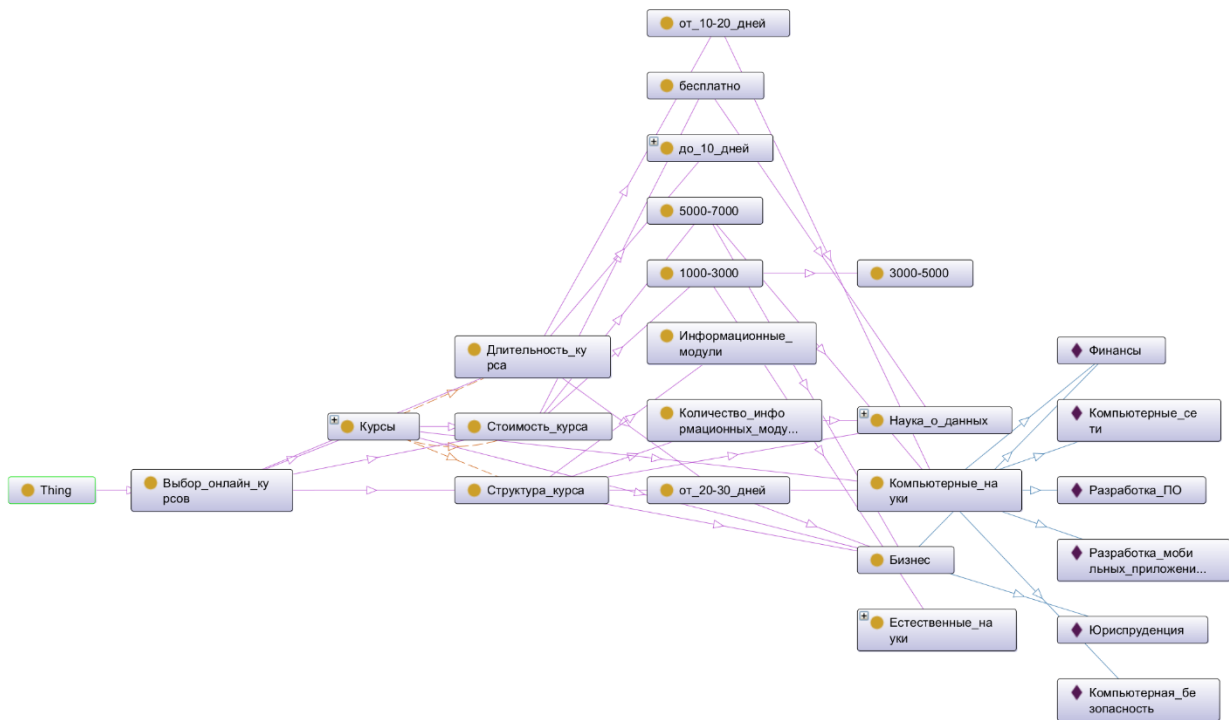 от_10-20_дней
бесплатно
до_10_дней
5000-7000
1000-3000
3000-5000
Информационные_
модули
Длительность_ку
рса
Финансы
Количество_инфо
рмационных_моду...
Наука_о_данных
Компьютерные_се
ти
Курсы
Стоимость_курса
Thing
Выбор_онлайн_ку
рсов
Структура_курса
от_20-30_дней
Компьютерные_на
уки
Разработка_ПО
Бизнес
Разработка_моби
льных_приложени...
Естественные_на
уки
Юриспруденция
Компьютерная_бе
зопасность